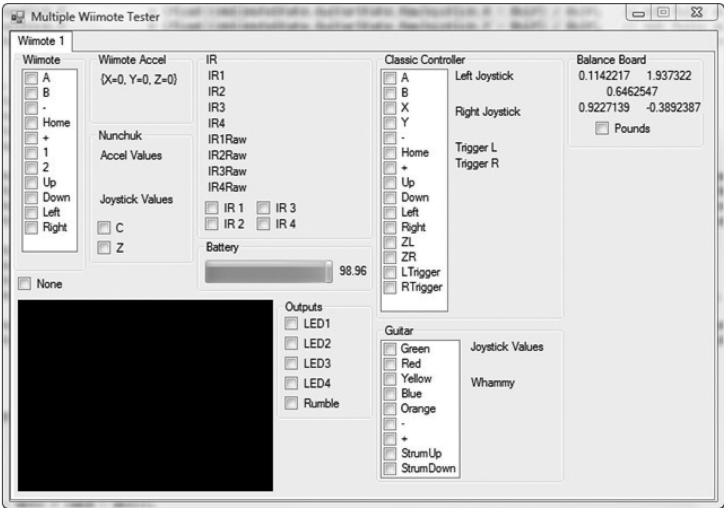 Multiple Wiimote Tester
Wiimote 1
Wiimote
A
B
-
Home
+
1
2
Up
Down
Left
Right
None
Wiimote Accel
{X=0, Y=0, Z=0}
Nunchuk
Accel Values
Joystick Values
C
Z
IR
IR1
IR2
IR3
IR4
IR1Raw
IR2Raw
IR3Raw
IR4Raw
IR 1 IR 3
IR 2 IR 4
Battery
98.96
Outputs
LED1
LED2
LED3
LED4
Rumble
Classic Controller
A
B
X
Y
-
Home
+
Up
Down
Left
Right
ZL
ZR
LTrigger
RTrigger
Left Joystick
Right Joystick
Trigger L
Trigger R
Guitar
Green
Red
Yellow
Blue
Orange
-
+
StrumUp
StrumDown
Joystick Values
Whammy
Balance Board
0.1142217 1.937322
0.6462547
0.9227139 -0.3892387
Pounds